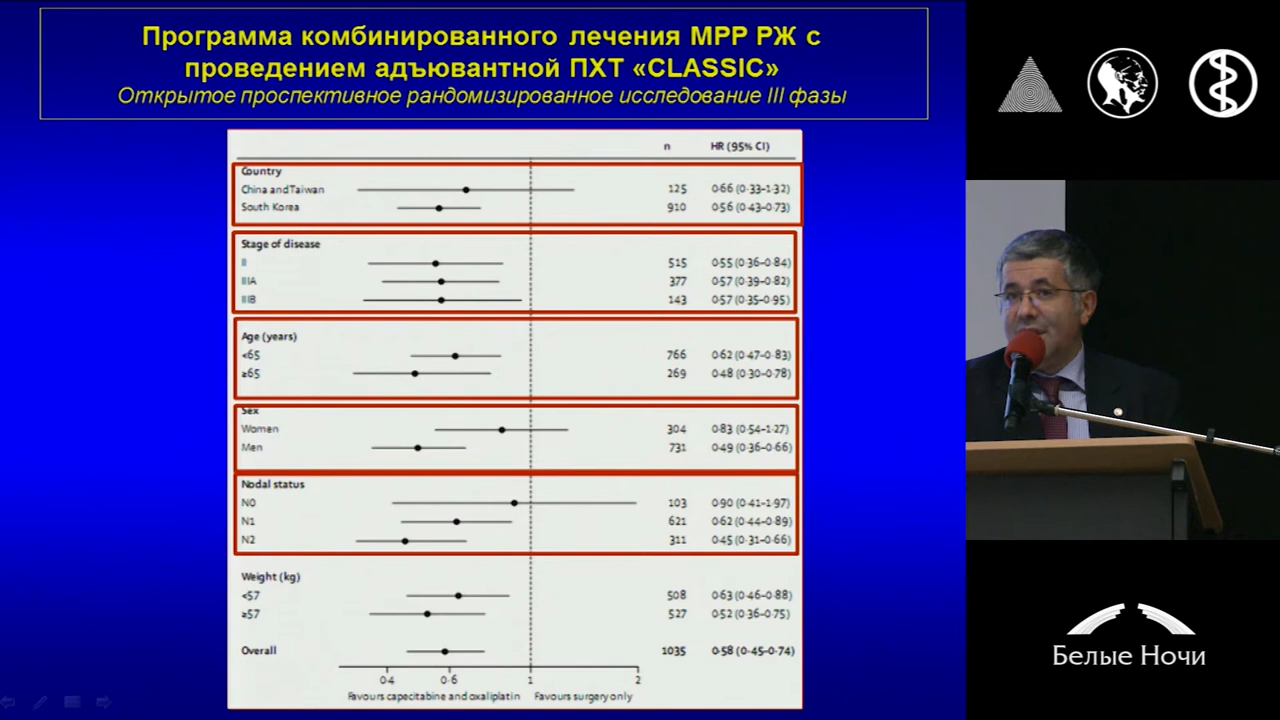 Программа комбинированного лечения МРР РЖ с
проведением адъювантной ПХТ «CLASSIC»
Открытое проспективное рандомизированное исследование III фазы
n HR (95% CI)
Country
China and Taiwan 125 0·66 (0·33–1·32)
South Korea 910 0·56 (0·43–0·73)
Stage of disease
II 515 0·55 (0·36–0·84)
IIIA 377 0·57 (0·39–0·82)
IIIB 143 0·57 (0·35–0·95)
Age (years)
<65 766 0·62 (0·47–0·83)
≥65 269 0·48 (0·30–0·78)
Sex
Women 304 0·83 (0·54–1·27)
Men 731 0·49 (0·36–0·66)
Nodal status
N0 103 0·90 (0·41–1·97)
N1 621 0·62 (0·44–0·89)
N2 311 0·45 (0·31–0·66)
Weight (kg)
<57 508 0·63 (0·46–0·88)
≥57 527 0·52 (0·36–0·75)
Overall 1035 0·58 (0·45–0·74)
0·4 0·6 1 2
Favours capecitabine and oxaliplatin Favours surgery only
Белые Ночи